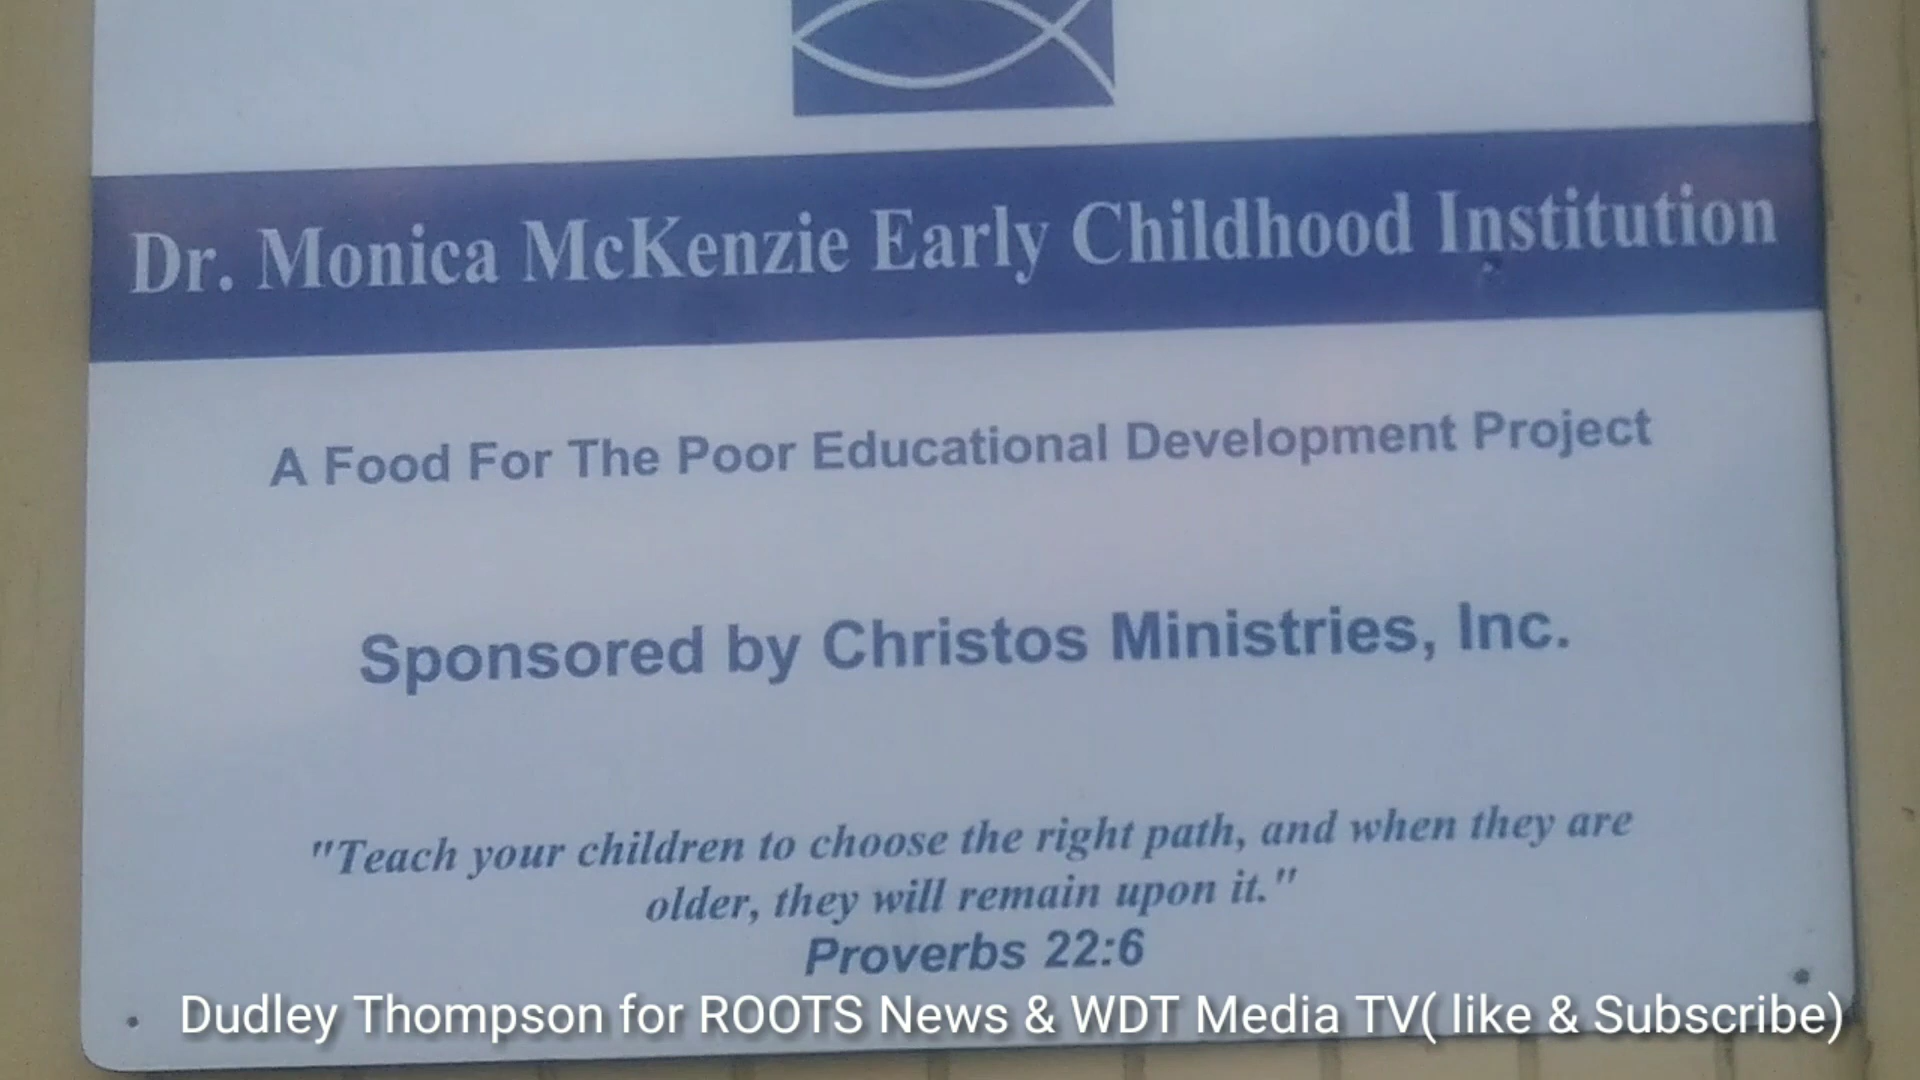 Dr. Monica McKenzie Early Childhood Institution
A Food For The Poor Educational Development Project
Sponsored by Christos Ministries, Inc.
"Teach your children to choose the right path, and when they are
older, they will remain upon it."
Proverbs 22:6
Dudley Thompson for ROOTS News & WDT Media TV( like & Subscribe)